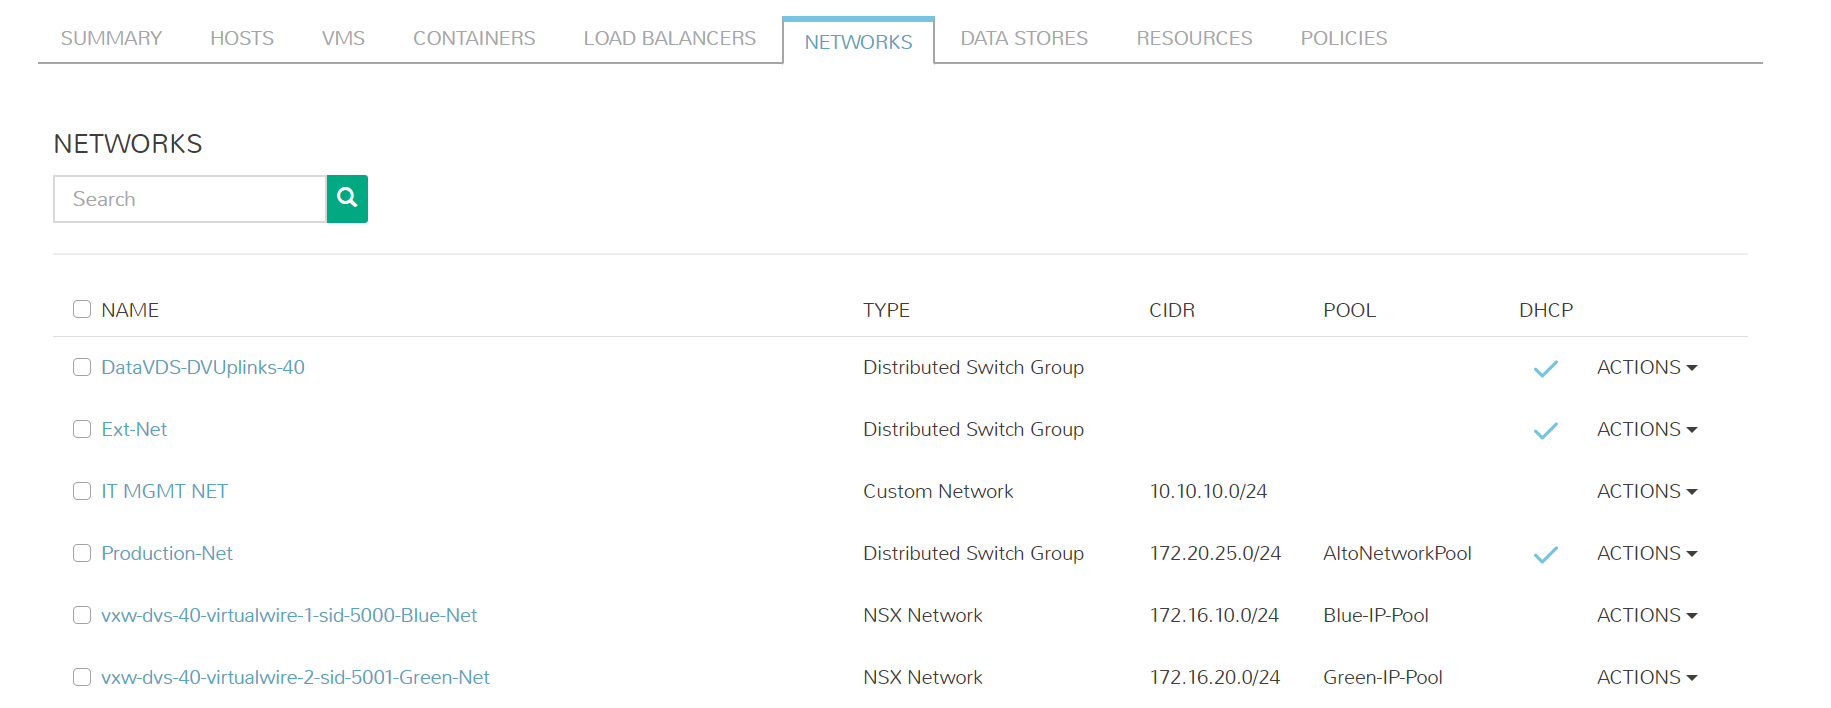 SUMMARY HOSTS VMS CONTAINERS LOAD BALANCERS NETWORKS DATA STORES RESOURCES POLICIES
NETWORKS
Search
NAME TYPE CIDR POOL DHCP
DataVDS-DVUplinks-40 Distributed Switch Group ACTIONS
Ext-Net Distributed Switch Group ACTIONS
IT MGMT NET Custom Network 10.10.10.0/24 ACTIONS
Production-Net Distributed Switch Group 172.20.25.0/24 AltoNetworkPool ACTIONS
vxw-dvs-40-virtualwire-1-sid-5000-Blue-Net NSX Network 172.16.10.0/24 Blue-IP-Pool ACTIONS
vxw-dvs-40-virtualwire-2-sid-5001-Green-Net NSX Network 172.16.20.0/24 Green-IP-Pool ACTIONS